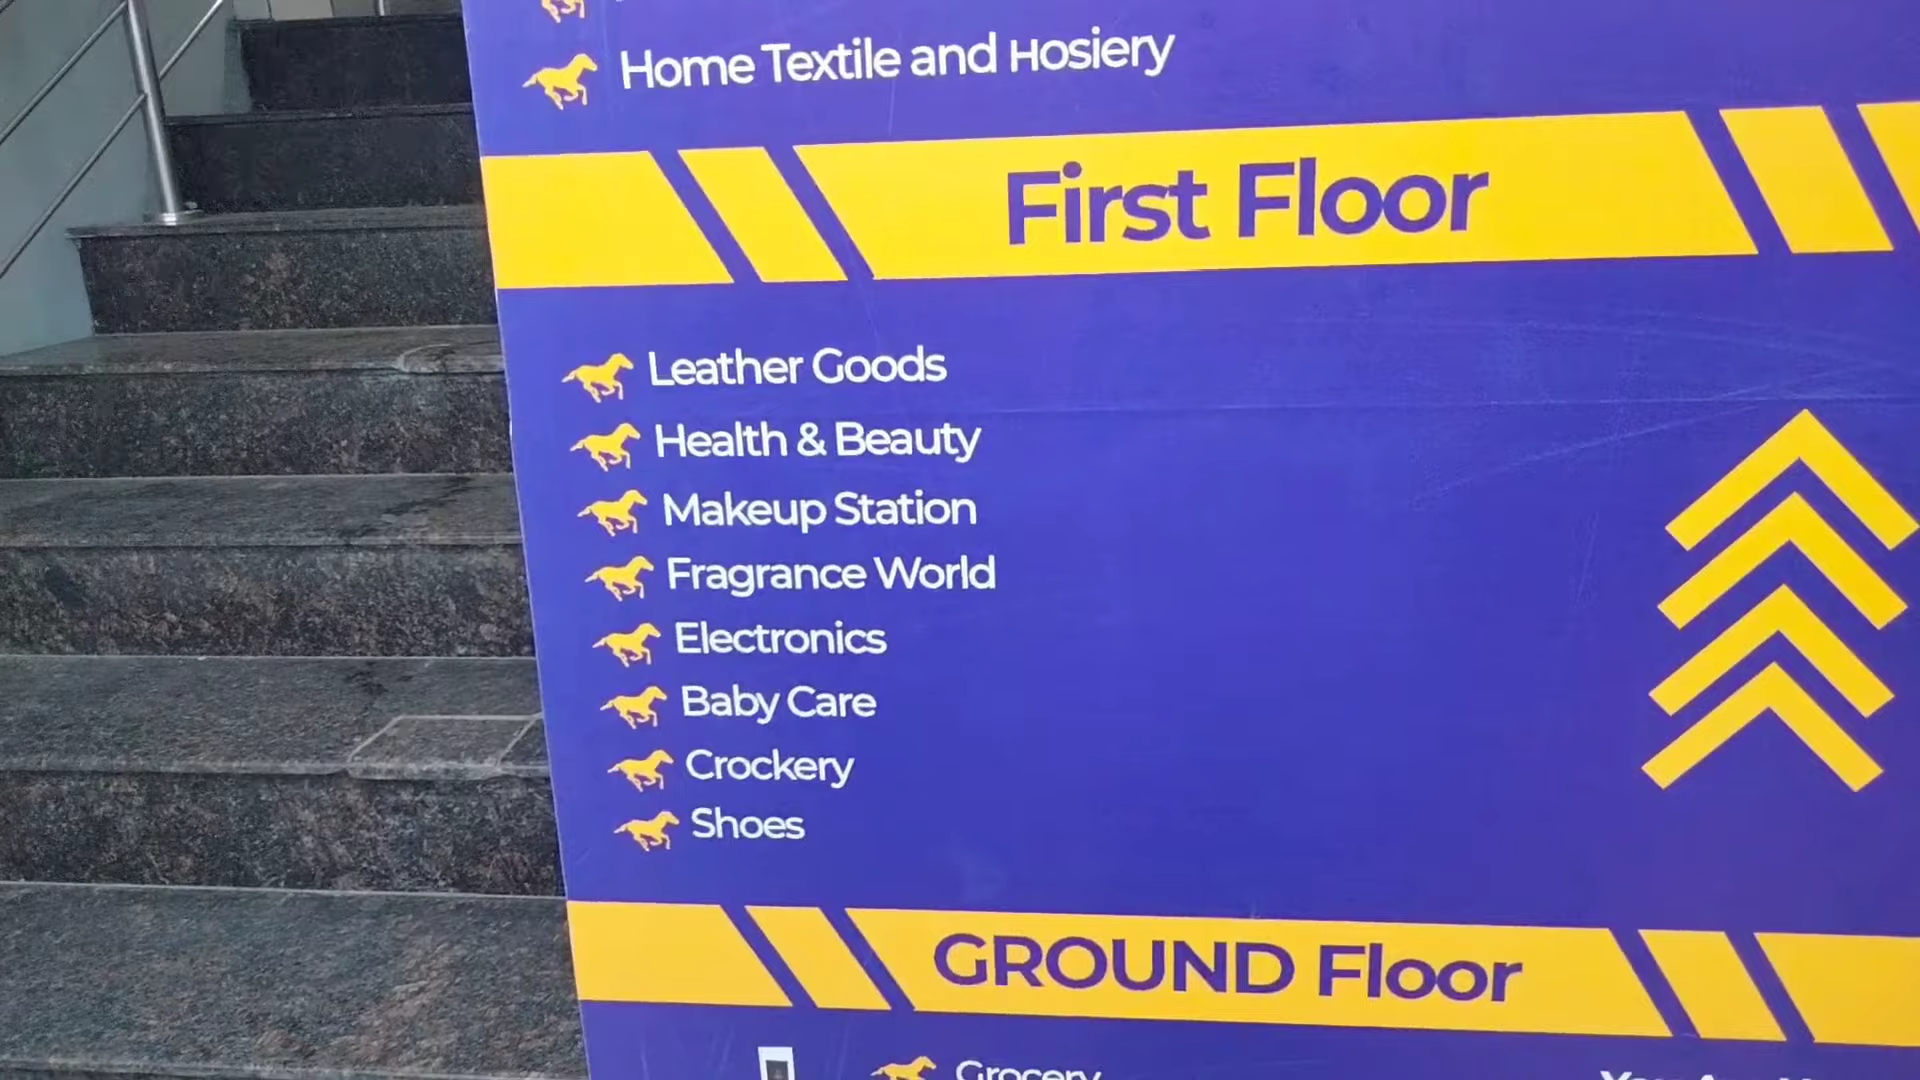 Home Textile and Hosiery
First Floor
Leather Goods
Health & Beauty
Makeup Station
Fragrance World
Electronics
Baby Care
Crockery
Shoes
GROUND Floor
Grocery